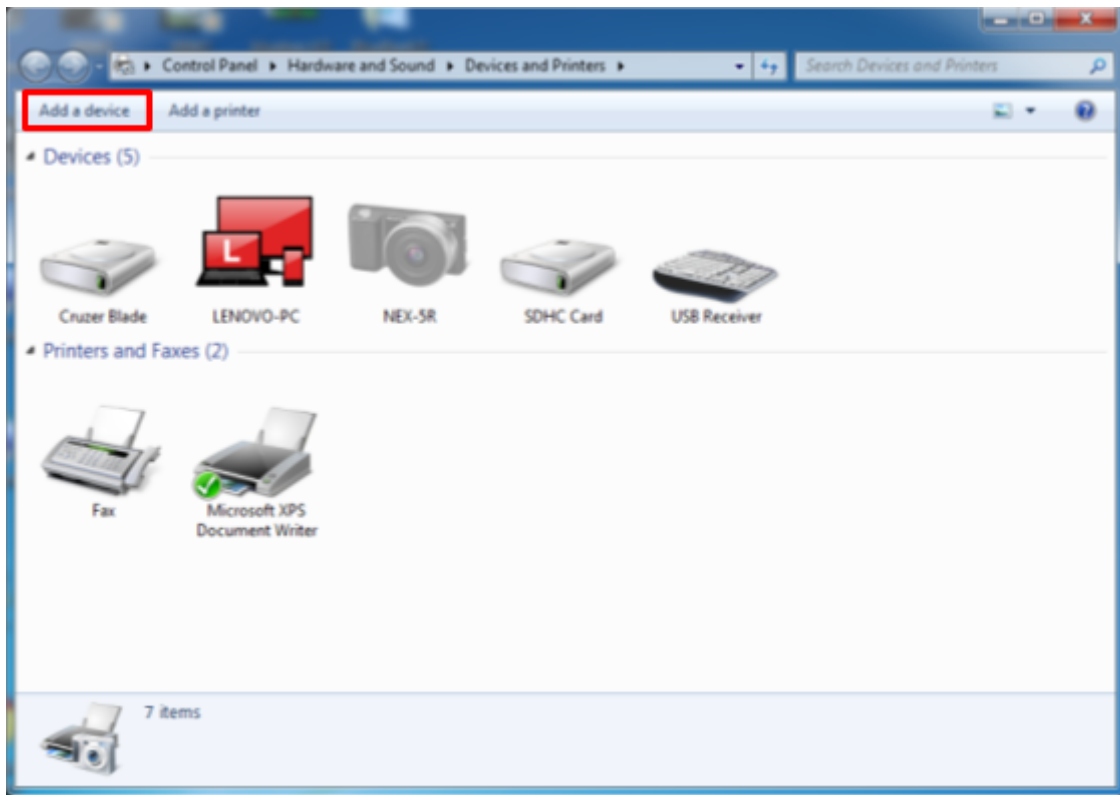 Control Panel ▸ Hardware and Sound ▸ Devices and Printers ▸
Search Devices and Printers
Add a device
Add a printer
Devices (5)
L
Cruzer Blade
LENOVO-PC
NEX-5R
SDHC Card
USB Receiver
Printers and Faxes (2)
Fax
Microsoft XPS
Document Writer
7 items